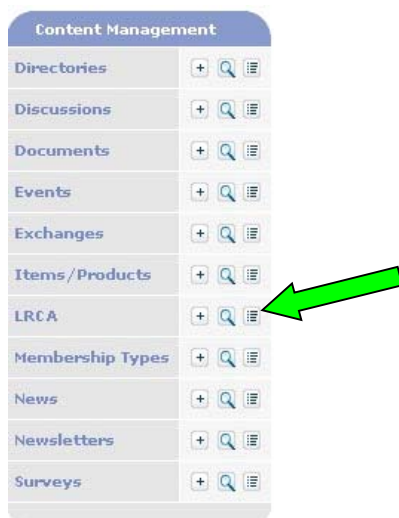 Content Management
Directories
Discussions
Documents
Events
Exchanges
Items/Products
LRCA
Membership Types
News
Newsletters
Surveys